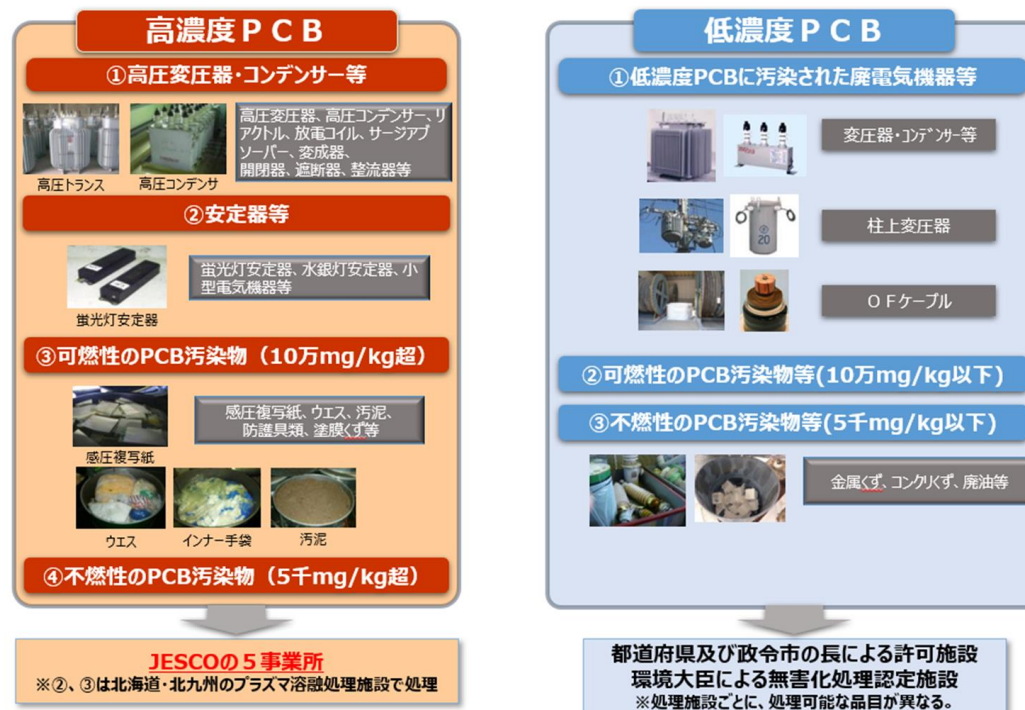 高濃度ＰＣＢ
①高圧変圧器・コンデンサー等
高圧変圧器、高圧コンデンサー、リ
アクトル、放電コイル、サージアブ
ソーバー、変成器、
開閉器、遮断器、整流器等
高圧トランス
高圧コンデンサ
②安定器等
蛍光灯安定器、水銀灯安定器、小
型電気機器等
蛍光灯安定器
③可燃性のPCB汚染物（10万mg/kg超）
感圧複写紙、ウエス、汚泥、
防護具類、塗膜くず等
感圧複写紙
ウエス
インナー手袋
汚泥
④不燃性のPCB汚染物（5千mg/kg超）
JESCOの５事業所
※②、③は北海道・北九州のプラズマ溶融処理施設で処理
低濃度ＰＣＢ
①低濃度PCBに汚染された廃電気機器等
変圧器・ｺﾝﾃﾞﾝｻｰ等
柱上変圧器
20
ＯＦケーブル
②可燃性のPCB汚染物等(10万mg/kg以下)
③不燃性のPCB汚染物等(5千mg/kg以下)
金属くず、コンクリくず、廃油等
都道府県及び政令市の長による許可施設
環境大臣による無害化処理認定施設
※処理施設ごとに、処理可能な品目が異なる。